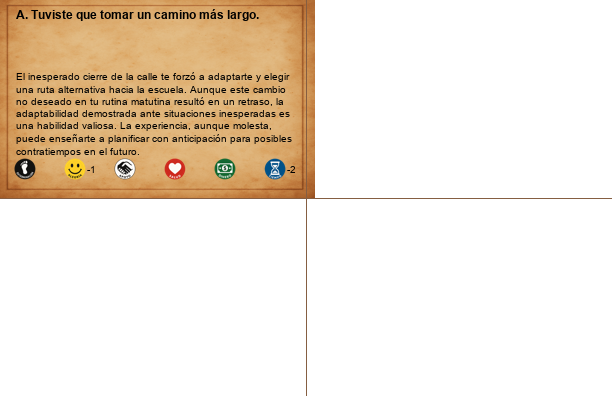 A. Tuviste que tomar un camino más largo.
El inesperado cierre de la calle te forzó a adaptarte y elegir
una ruta alternativa hacia la escuela. Aunque este cambio
no deseado en tu rutina matutina resultó en un retraso, la
adaptabilidad demostrada ante situaciones inesperadas es
una habilidad valiosa. La experiencia, aunque molesta,
puede enseñarte a planificar con anticipación para posibles
contratiempos en el futuro.
-1 -2